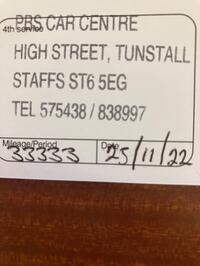 4th service
PRS CAR CENTRE
HIGH STREET, TUNSTALL
STAFFS ST6 5EG
TEL 575438 / 838997
Mileage/Period 33333 Date 25/11/22